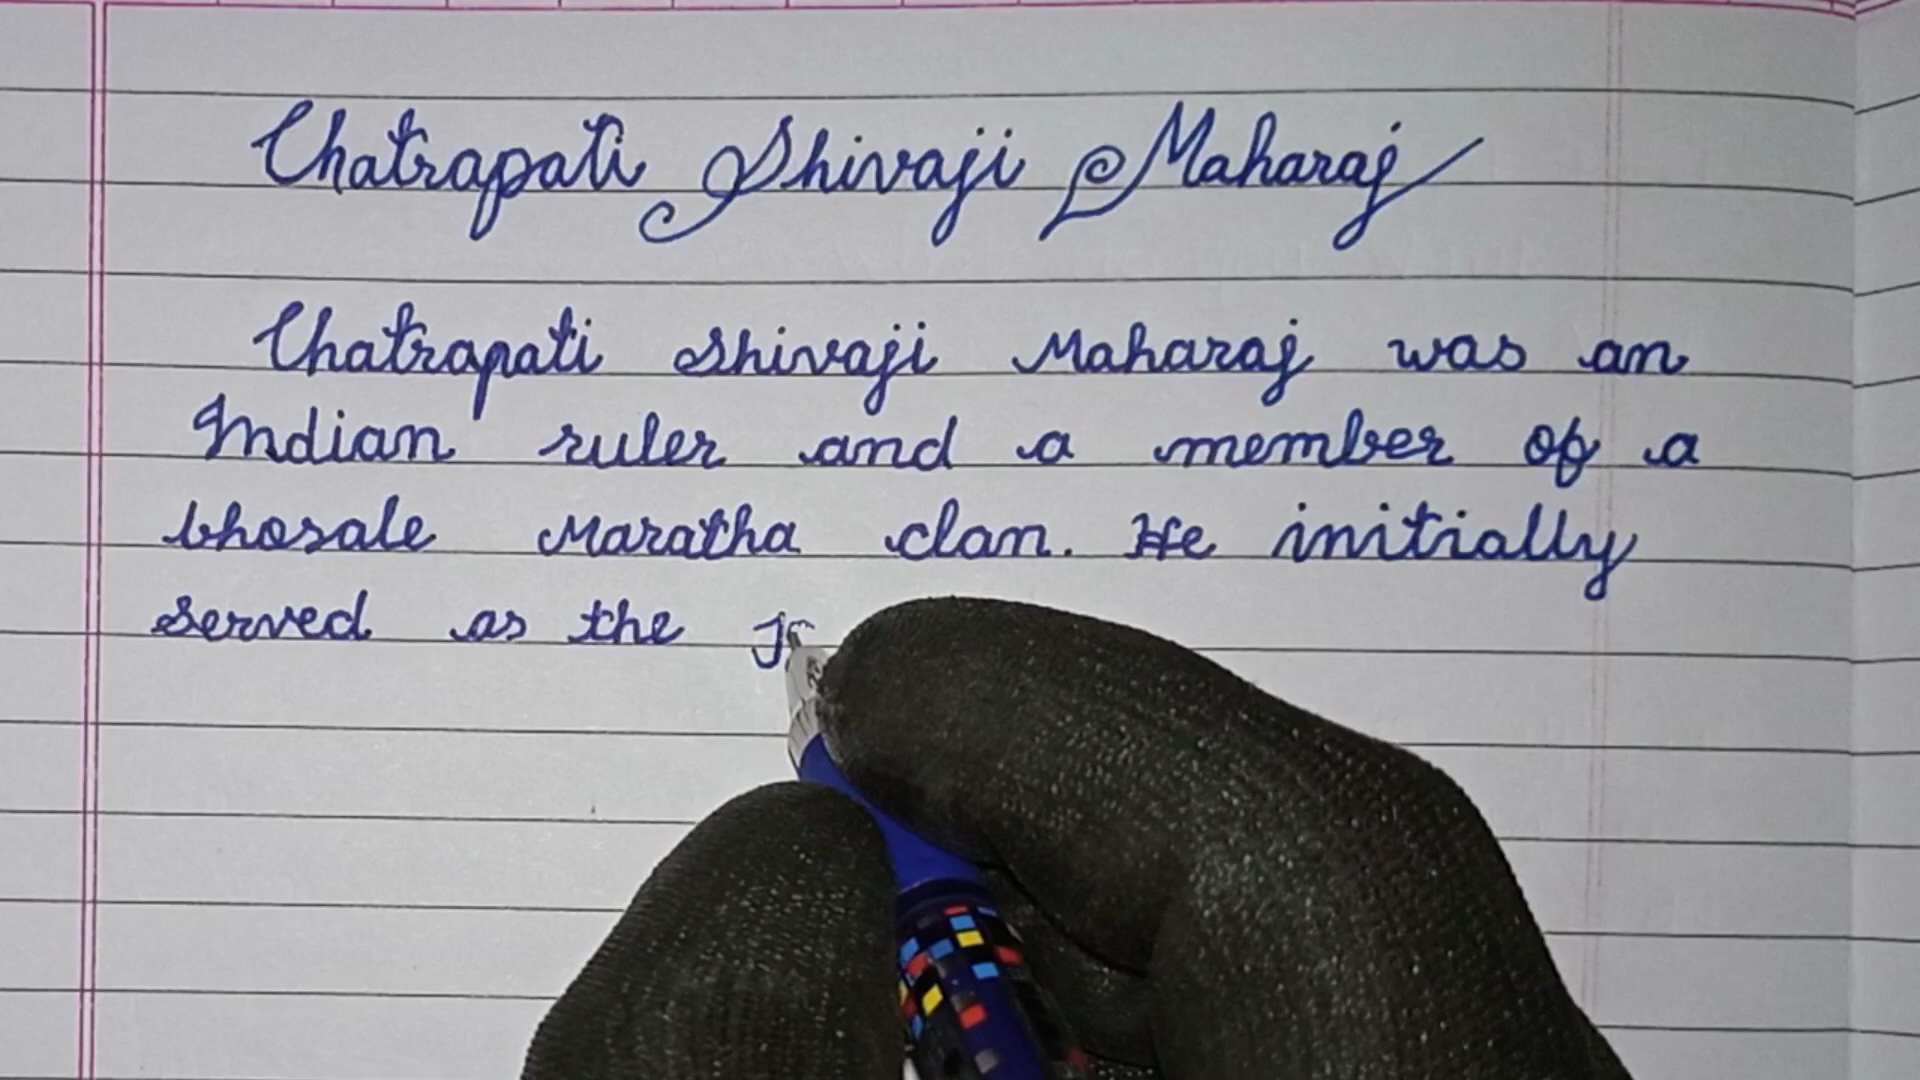 Chatrapati Shivaji Maharaj
Chatrapati Shivaji Maharaj was an
Indian ruler and a member of a
bhosale Maratha clan. He initially
served as the